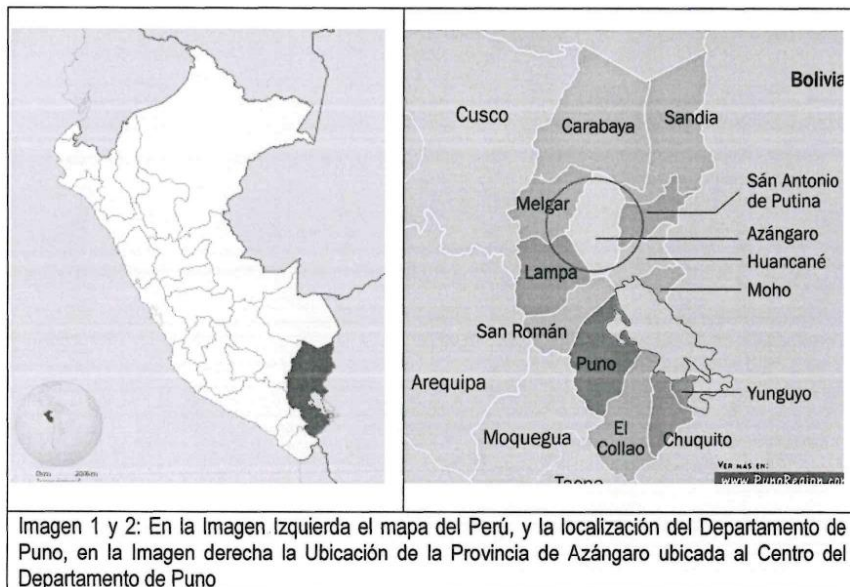 Bolivia
Cusco
Carabaya
Sandia
Melgar
Sán Antonio
de Putina
Azángaro
Huancané
Lampa
Moho
San Román
Puno
Arequipa
Yunguyo
El
Collao
Chuquito
Moquegua
VER MAS EN:
www.PunoRegion.com
Imagen 1 y 2: En la Imagen Izquierda el mapa del Perú, y la localización del Departamento de
Puno, en la Imagen derecha la Ubicación de la Provincia de Azángaro ubicada al Centro del
Departamento de Puno